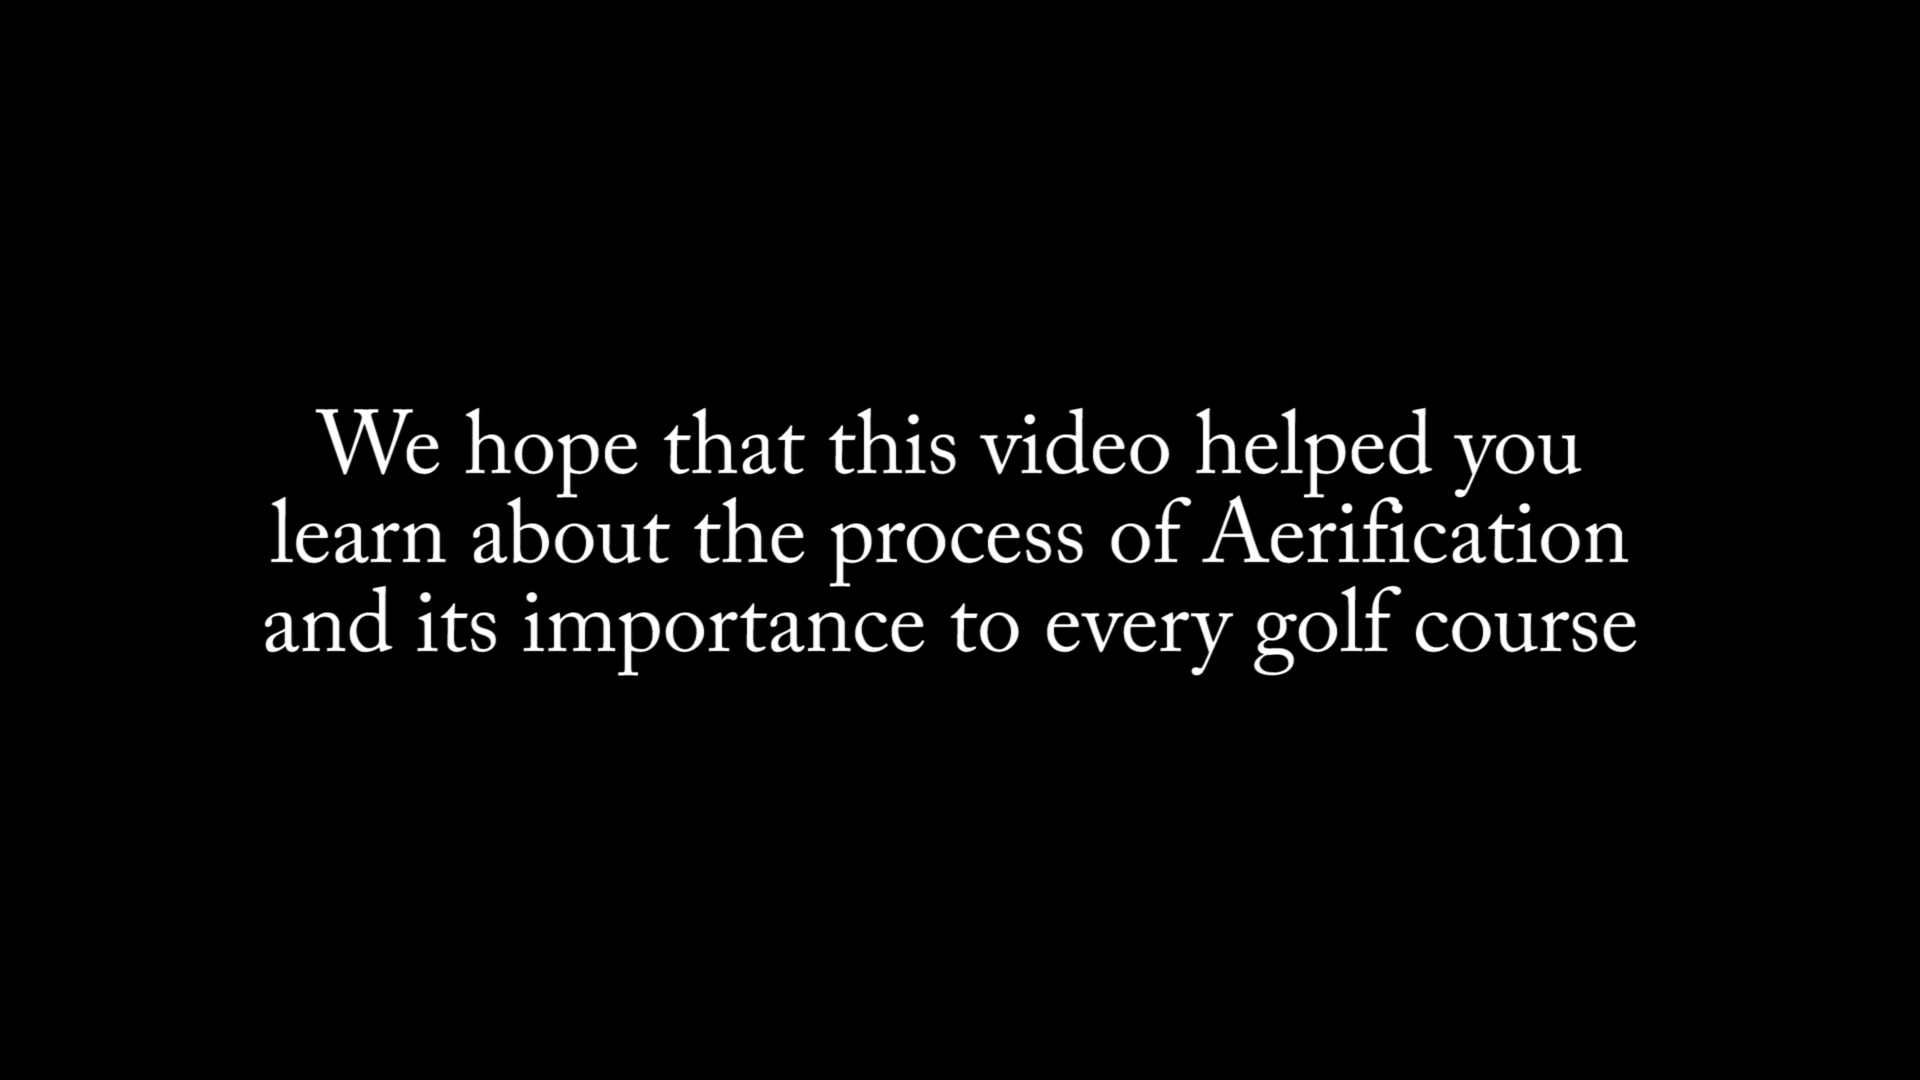 We hope that this video helped you
learn about the process of Aerification
and its importance to every golf course